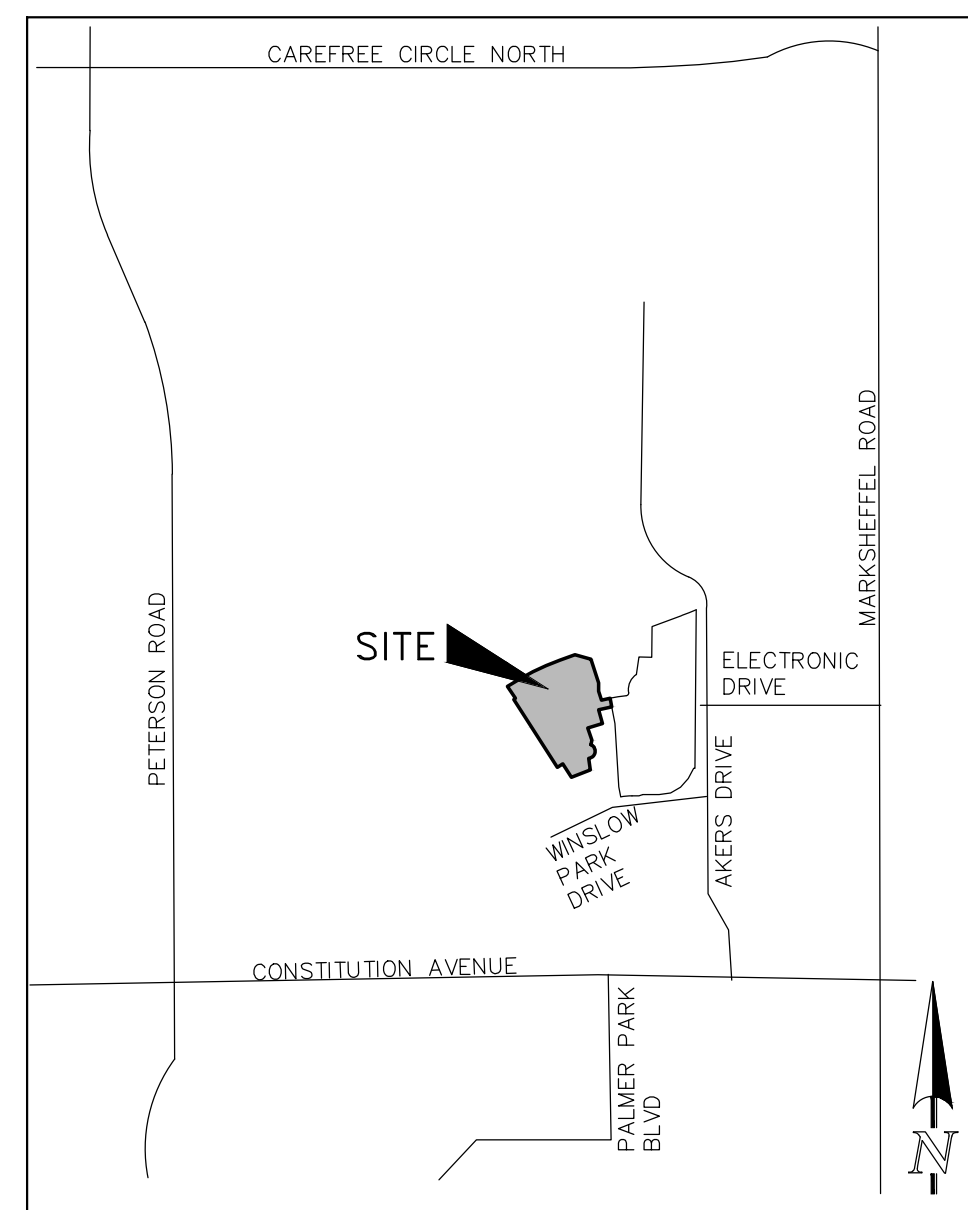 CAREFREE CIRCLE NORTH
MARKSHEFFEL ROAD
PETERSON ROAD
SITE
ELECTRONIC
DRIVE
AKERS DRIVE
WINSLOW
PARK
DRIVE
CONSTITUTION AVENUE
PALMER PARK
BLVD
N